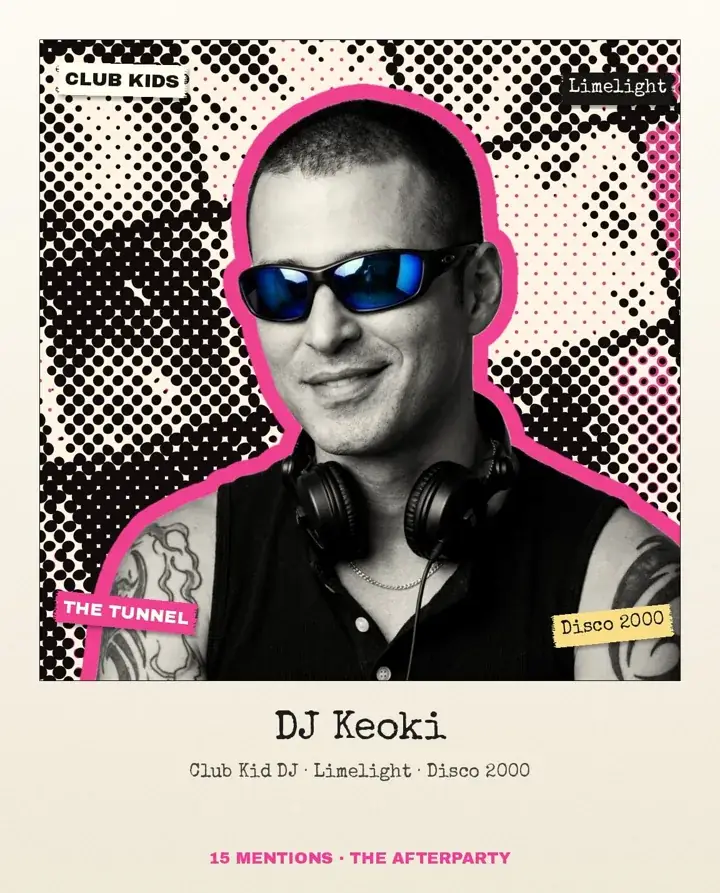 CLUB KIDS
Limelight
THE TUNNEL
Disco 2000
DJ Keoki
Club Kid DJ · Limelight · Disco 2000
15 MENTIONS · THE AFTERPARTY